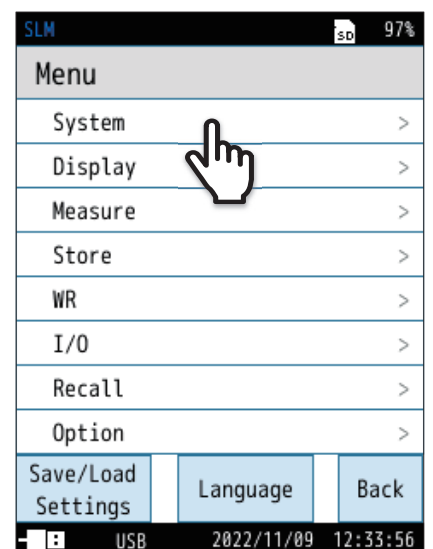 SLM SD 97%
Menu
System >
Display >
Measure >
Store >
WR >
I/O >
Recall >
Option >
Save/Load
Settings
Language
Back
USB 2022/11/09 12:33:56